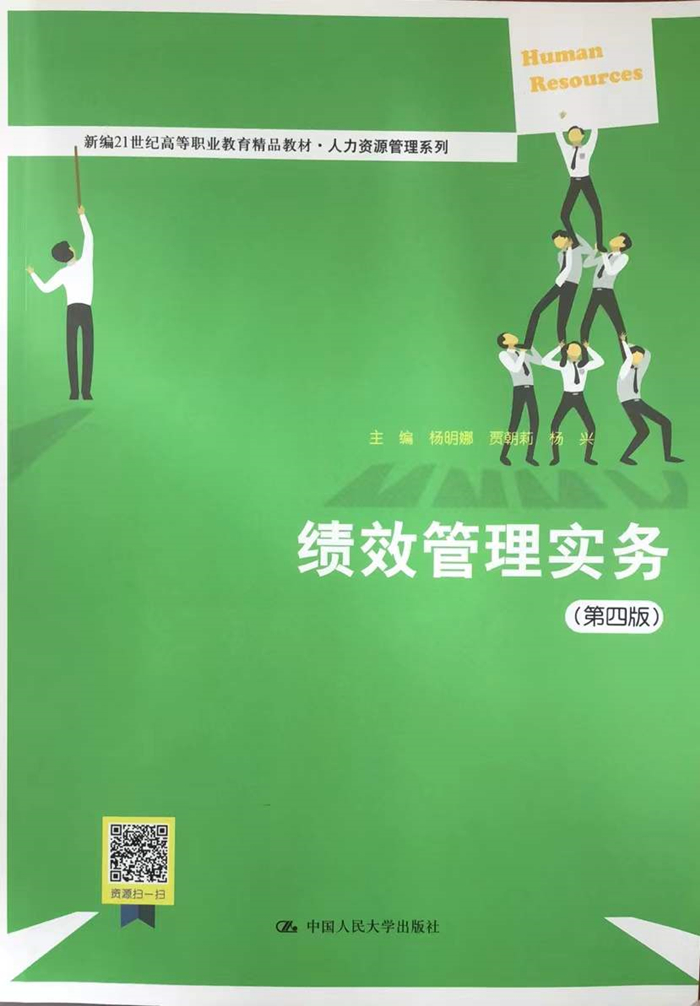 Human
Resources
新编21世纪高等职业教育精品教材·人力资源管理系列
主 编 杨明娜 贾朝莉 杨 兴
绩效管理实务
（第四版）
资源扫一扫
中国人民大学出版社